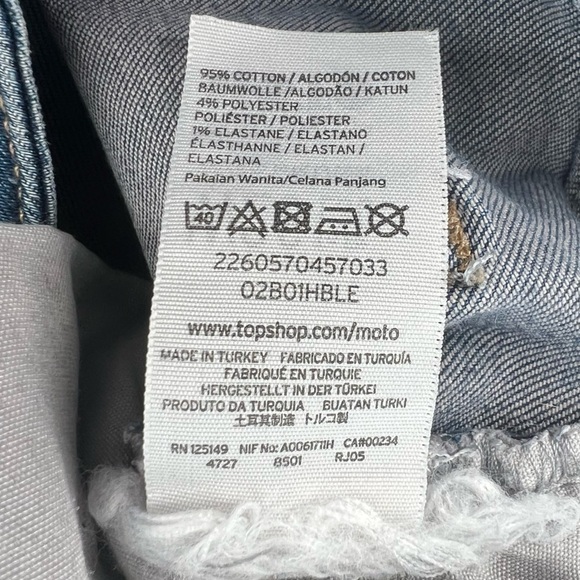 95% COTTON / ALGODÓN / COTON
BAUMWOLLE / ALGODÃO / KATUN
4% POLYESTER
POLIÉSTER / POLIESTER
1% ELASTANE / ELASTANO
ÉLASTHANNE / ELASTAN /
ELASTANA
Pakaian Wanita/Celana Panjang
40
2260570457033
02B01HBLE
www.topshop.com/moto
MADE IN TURKEY FABRICADO EN TURQUÍA
FABRIQUÉ EN TURQUIE
HERGESTELLT IN DER TÜRKEI
PRODUTO DA TURQUIA BUATAN TURKI
土耳其制造 トルコ製
RN 125149 NIF No: A0061711H CA#00234
4727 8501 RJ05